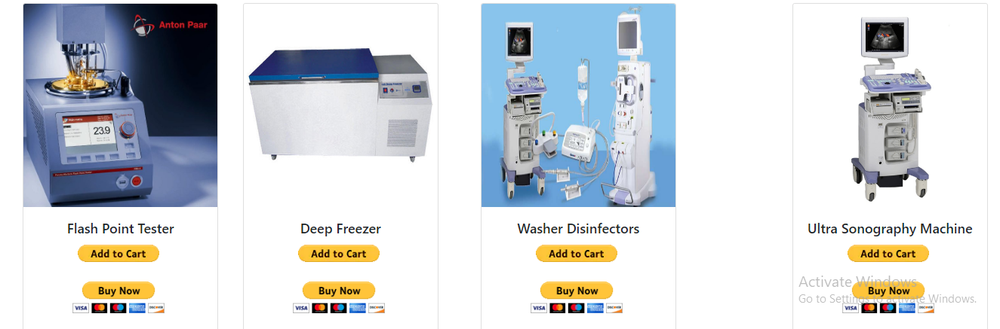 Anton Paar
23.9
Flash Point Tester
Add to Cart
Buy Now
VISA
DISCOVER
Deep Freezer
Add to Cart
Buy Now
VISA
DISCOVER
Washer Disinfectors
Add to Cart
Buy Now
VISA
DISCOVER
Ultra Sonography Machine
Add to Cart
Buy Now
VISA
DISCOVER
Activate Windows
Go to Settings to activate Windows.